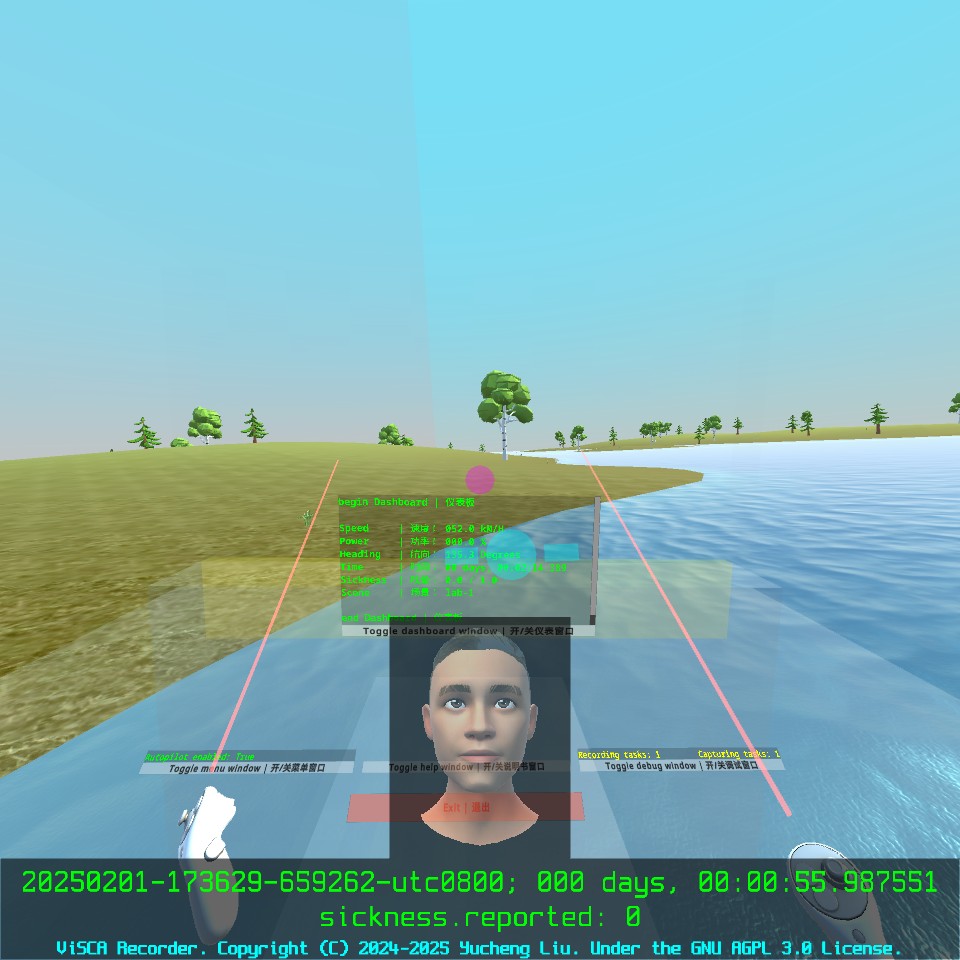 begin Dashboard | 仪表板
Speed | 速度: 052.0 kM/H
Power | 功率: 000.0
Heading | 航向:
Time
Sickness
Scene | 场景: lab-1
Toggle dashboard window | 开/关仪表窗口
Autopilot enabled: True
Recording tasks: 1 Capturing tasks: 1
Toggle menu window | 开/关菜单窗口
Toggle help window | 开/关说明书窗口
Toggle debug window | 开/关调试窗口
Exit | 退出
20250201-173629-659262-utc0800; 000 days, 00:00:55.987551
sickness.reported: 0
ViSCA Recorder. Copyright (C) 2024-2025 Yucheng Liu. Under the GNU AGPL 3.0 License.